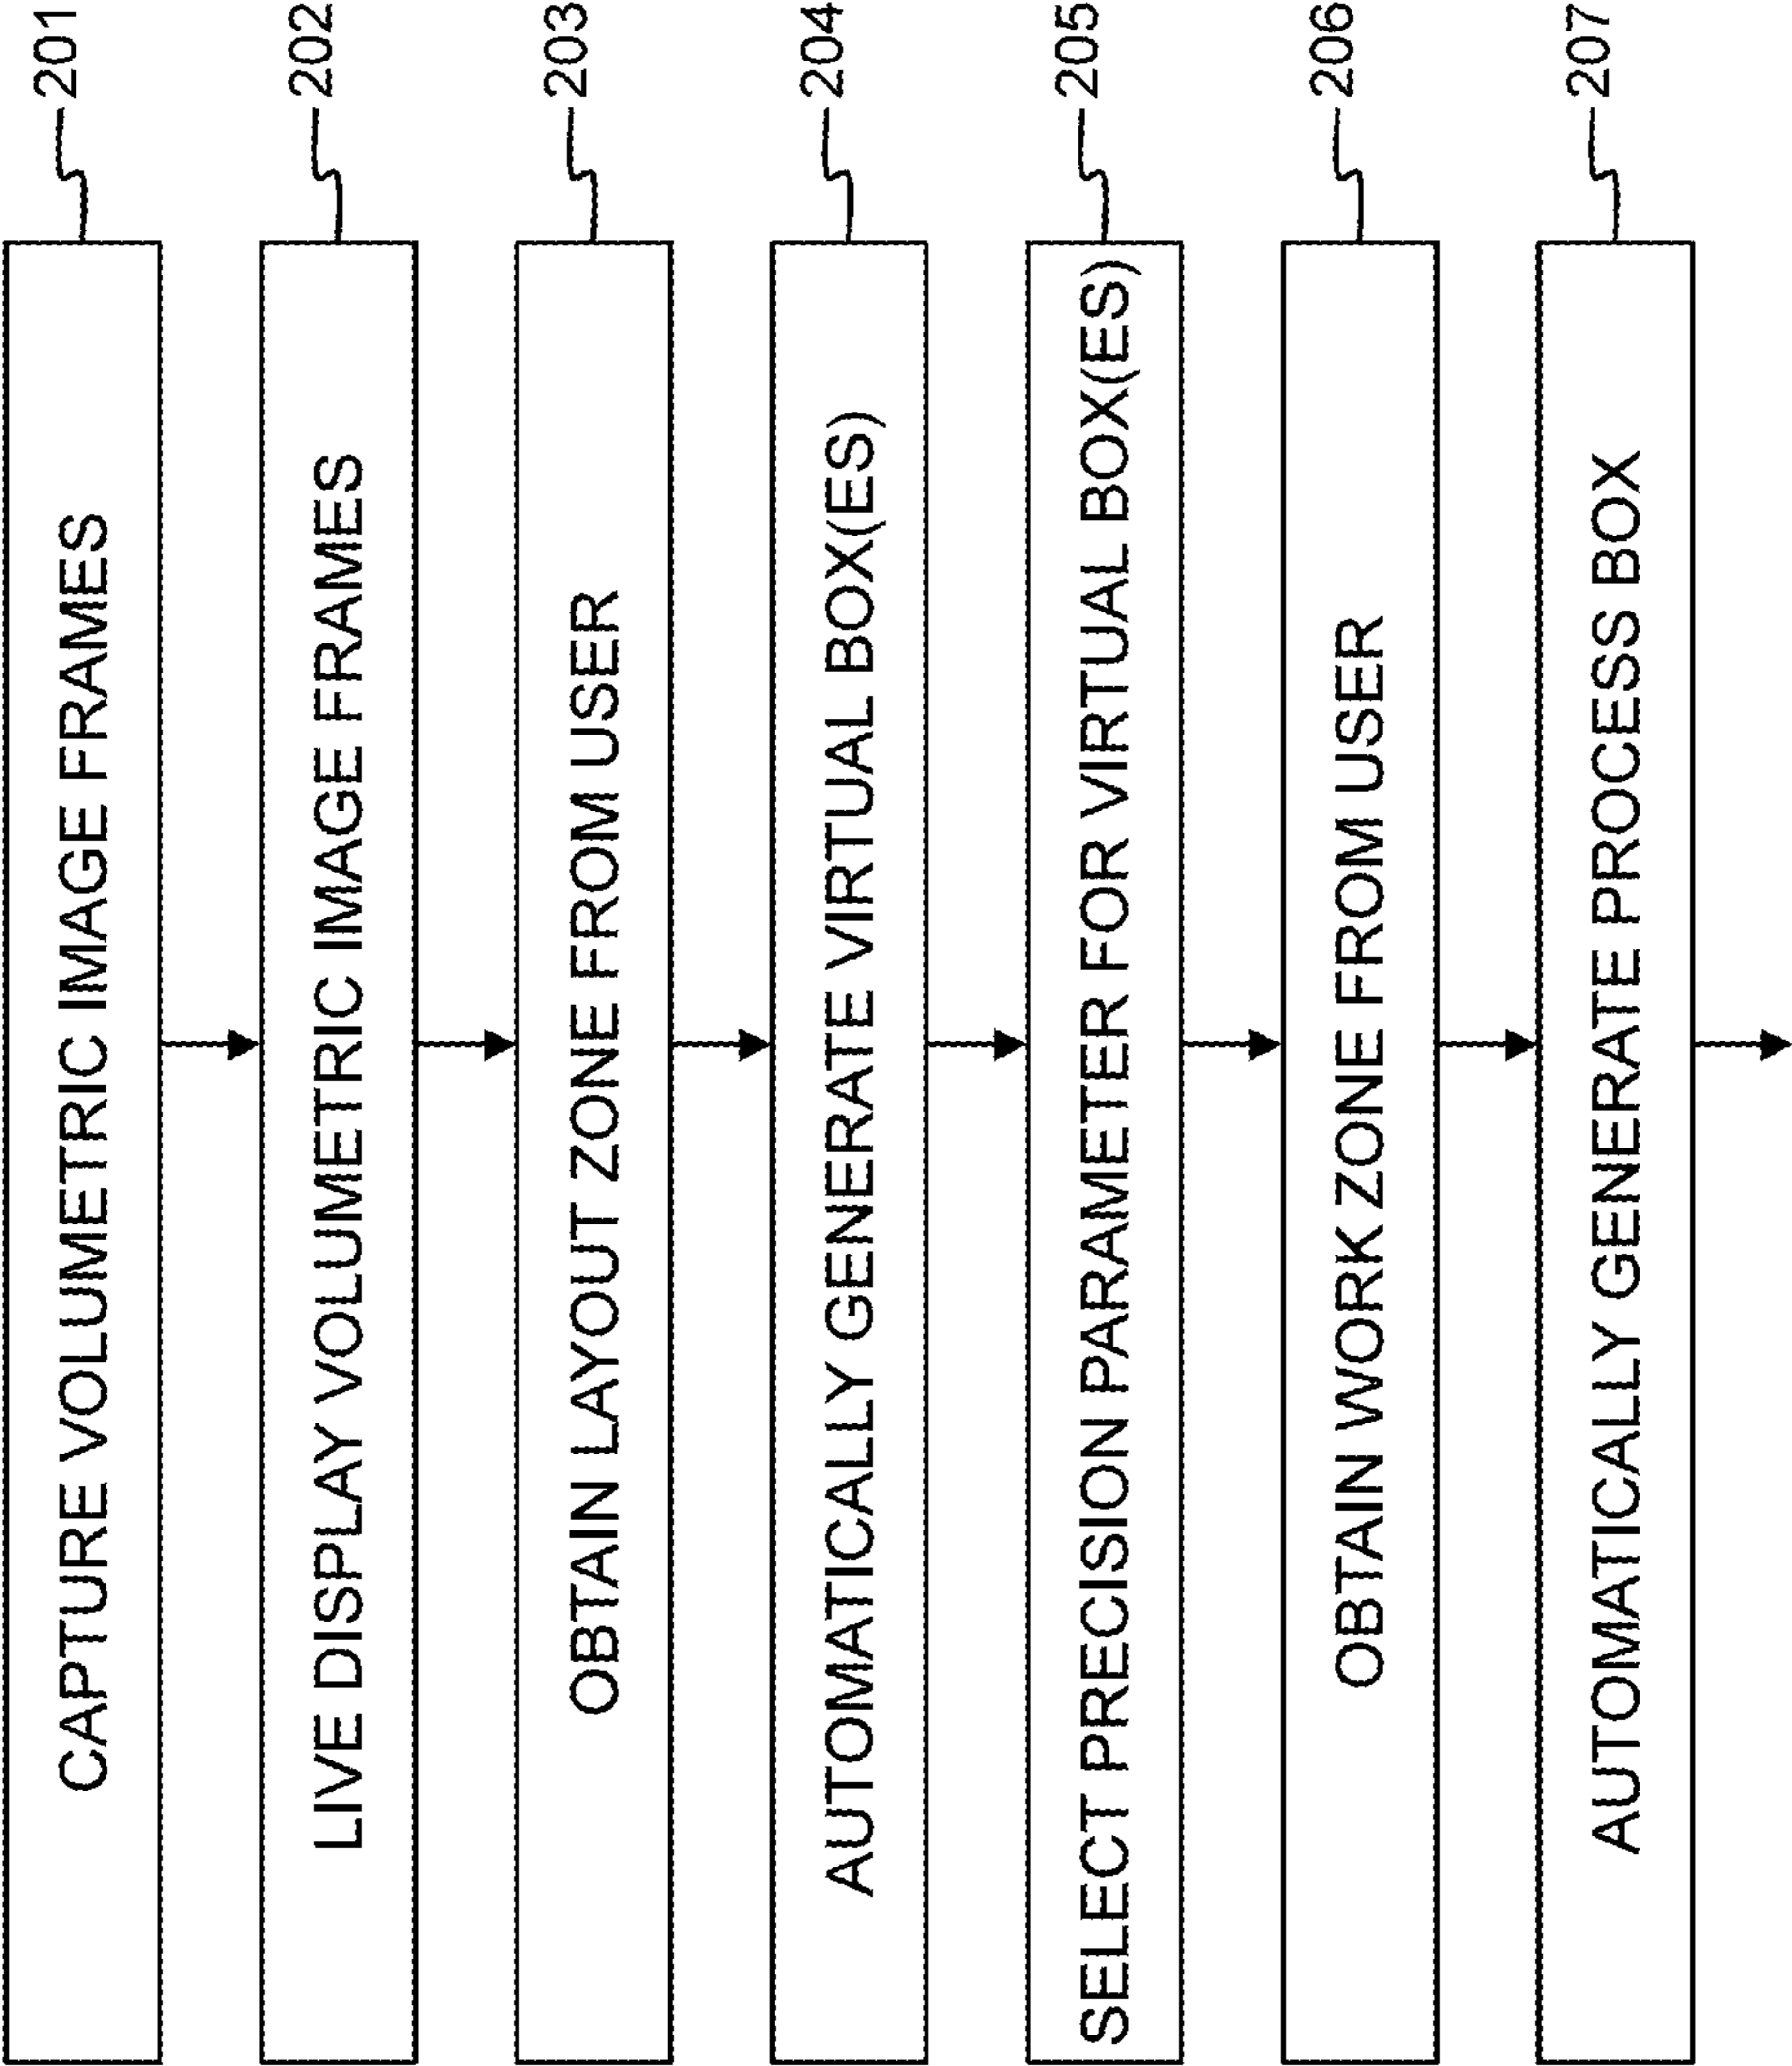 CAPTURE VOLUMETRIC IMAGE FRAMES
201
LIVE DISPLAY VOLUMETRIC IMAGE FRAMES
202
OBTAIN LAYOUT ZONE FROM USER
203
AUTOMATICALLY GENERATE VIRTUAL BOX(ES)
204
SELECT PRECISION PARAMETER FOR VIRTUAL BOX(ES)
205
OBTAIN WORK ZONE FROM USER
206
AUTOMATICALLY GENERATE PROCESS BOX
207